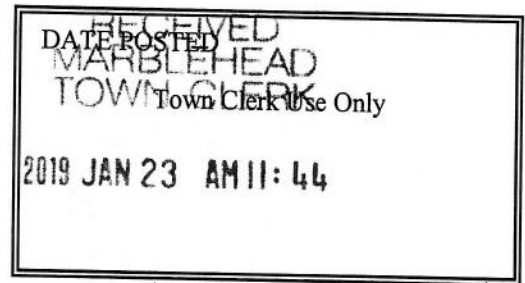 RECEIVED
DATE POSTED
MARBLEHEAD
TOWN CLERK
Town Clerk Use Only
2019 JAN 23 AM 11: 44